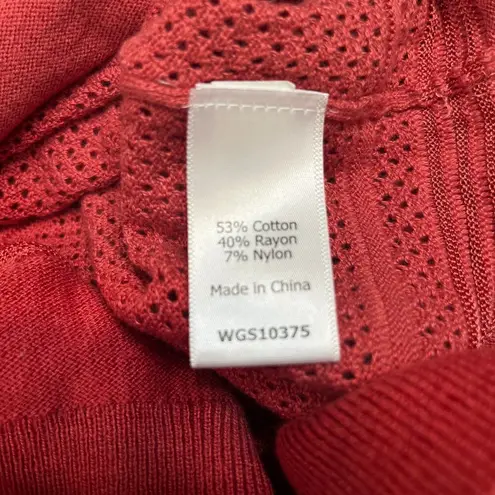 53% Cotton
40% Rayon
7% Nylon
Made in China
WGS10375